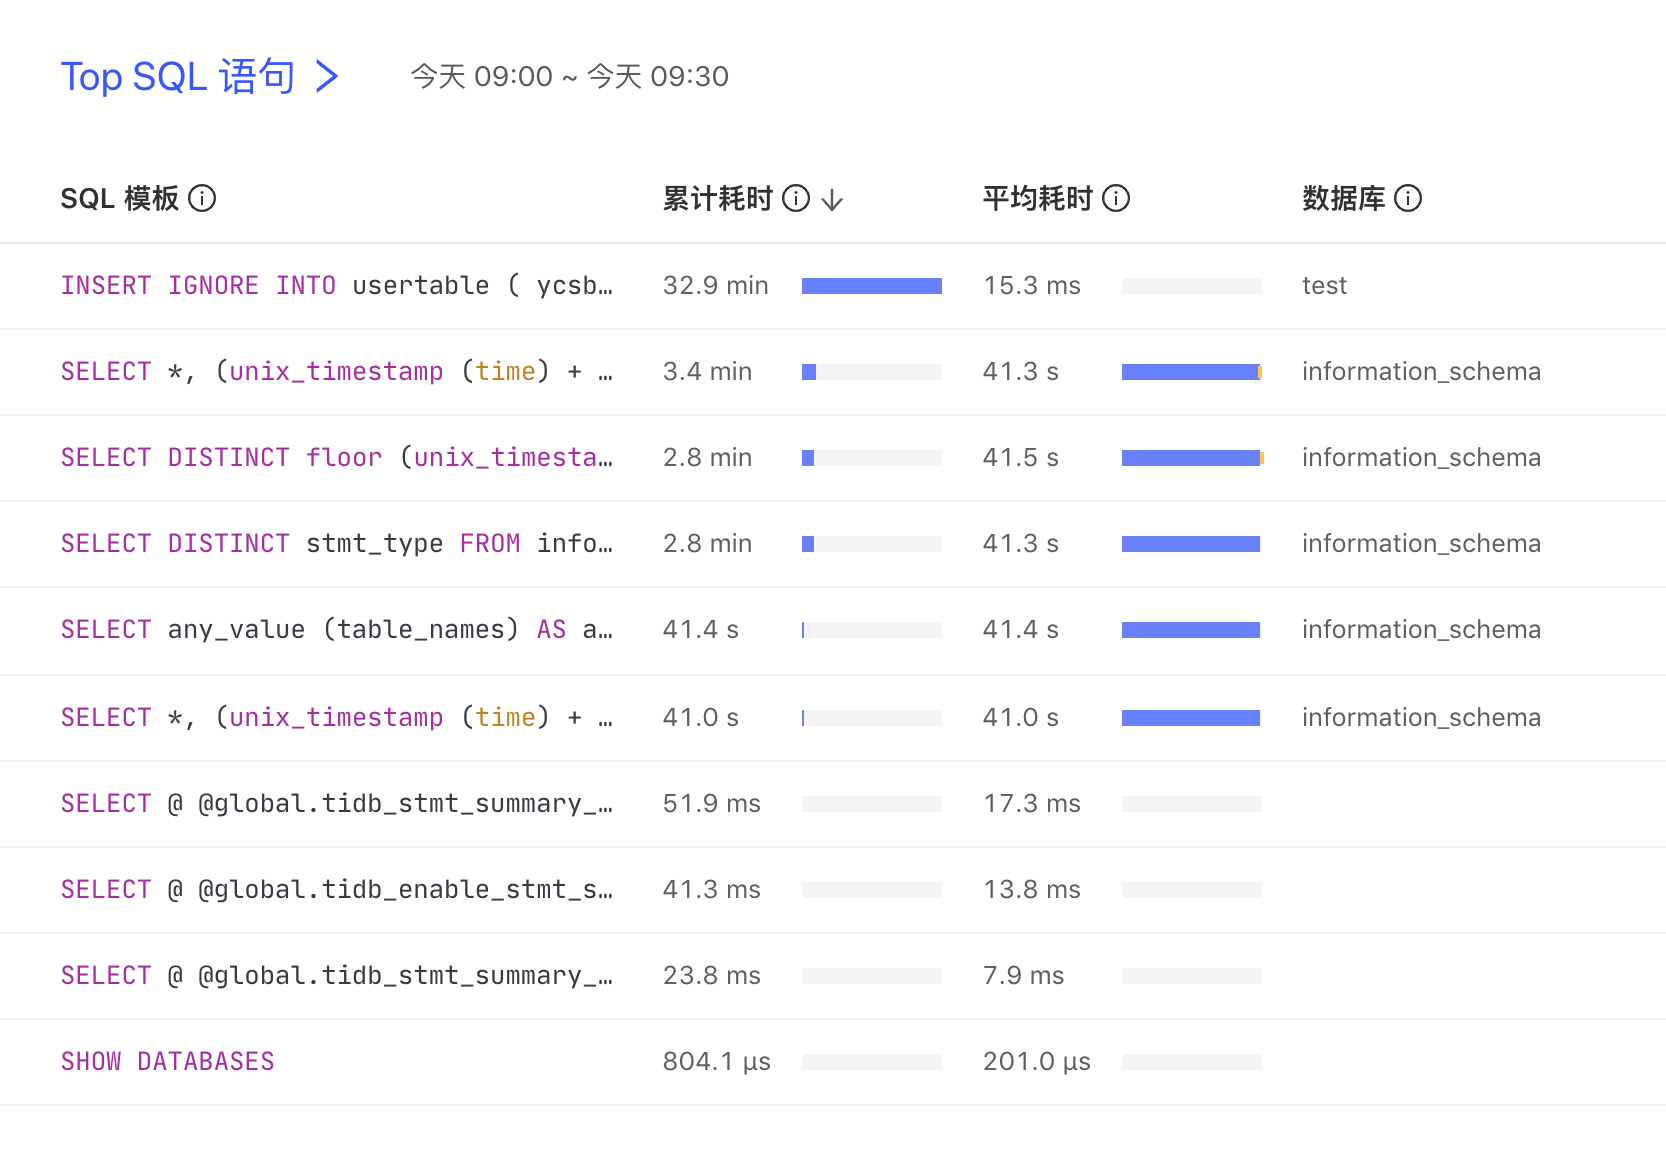 Top SQL 语句 > 今天 09:00 ~ 今天 09:30
SQL 模板 累计耗时 平均耗时 数据库
INSERT IGNORE INTO usertable ( ycsb… 32.9 min 15.3 ms test
SELECT *, (unix_timestamp (time) + … 3.4 min 41.3 s information_schema
SELECT DISTINCT floor (unix_timesta… 2.8 min 41.5 s information_schema
SELECT DISTINCT stmt_type FROM info… 2.8 min 41.3 s information_schema
SELECT any_value (table_names) AS a… 41.4 s 41.4 s information_schema
SELECT *, (unix_timestamp (time) + … 41.0 s 41.0 s information_schema
SELECT @ @global.tidb_stmt_summary_… 51.9 ms 17.3 ms
SELECT @ @global.tidb_enable_stmt_s… 41.3 ms 13.8 ms
SELECT @ @global.tidb_stmt_summary_… 23.8 ms 7.9 ms
SHOW DATABASES 804.1 μs 201.0 μs